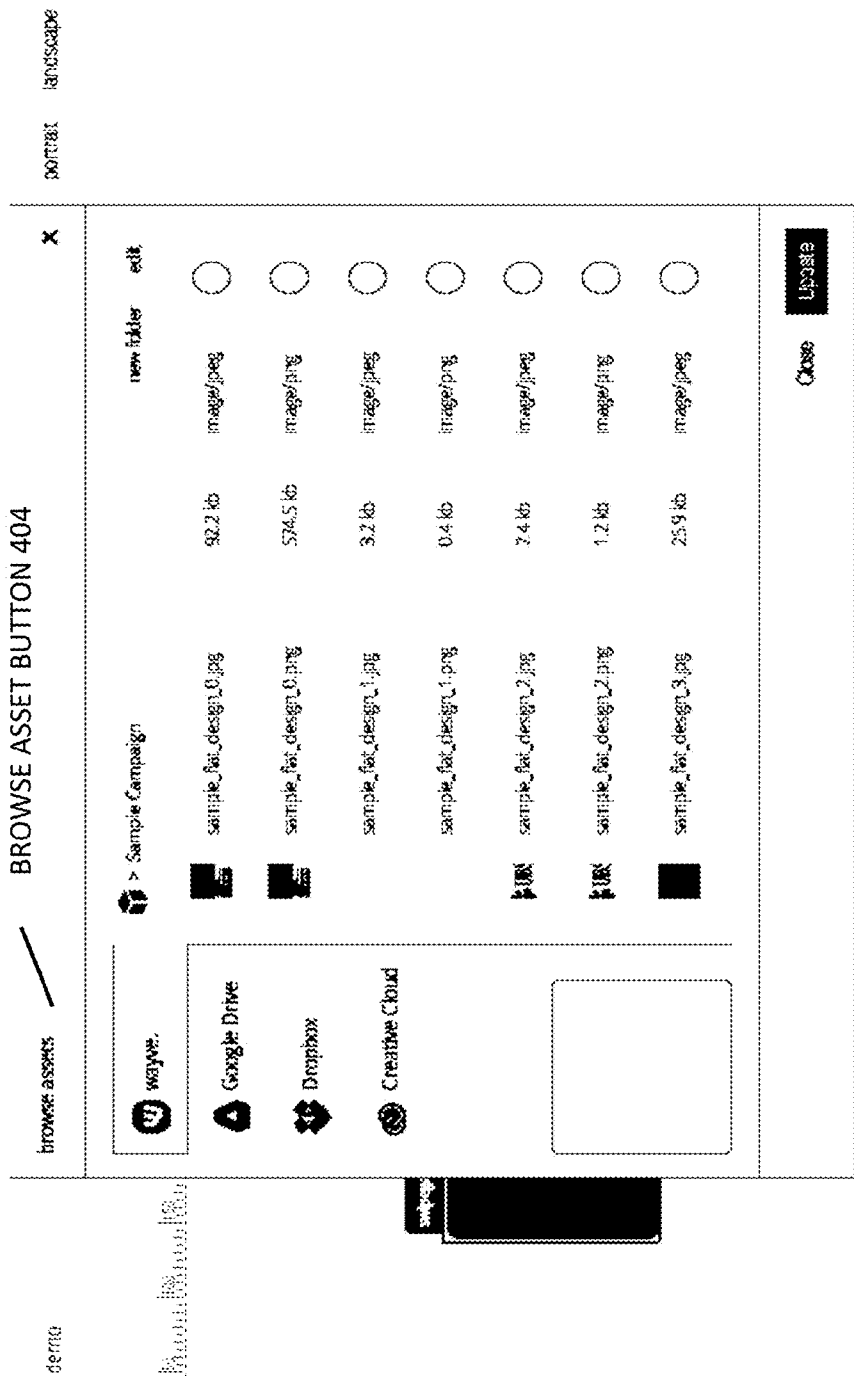 BROWSE ASSET BUTTON 404
demo
browse assets
×
portrait
landscape
wayve.
Google Drive
Dropbox
Creative Cloud
> Sample Campaign
new folder
edit
sample_flat_design_0.jpg 92.2 kb image/jpeg
sample_flat_design_0.png 574.5 kb image/png
sample_flat_design_1.jpg 3.2 kb image/jpeg
sample_flat_design_1.png 0.4 kb image/png
sample_flat_design_2.jpg 7.4 kb image/jpeg
sample_flat_design_2.png 1.2 kb image/png
sample_flat_design_3.jpg 25.9 kb image/jpeg
Close
Update